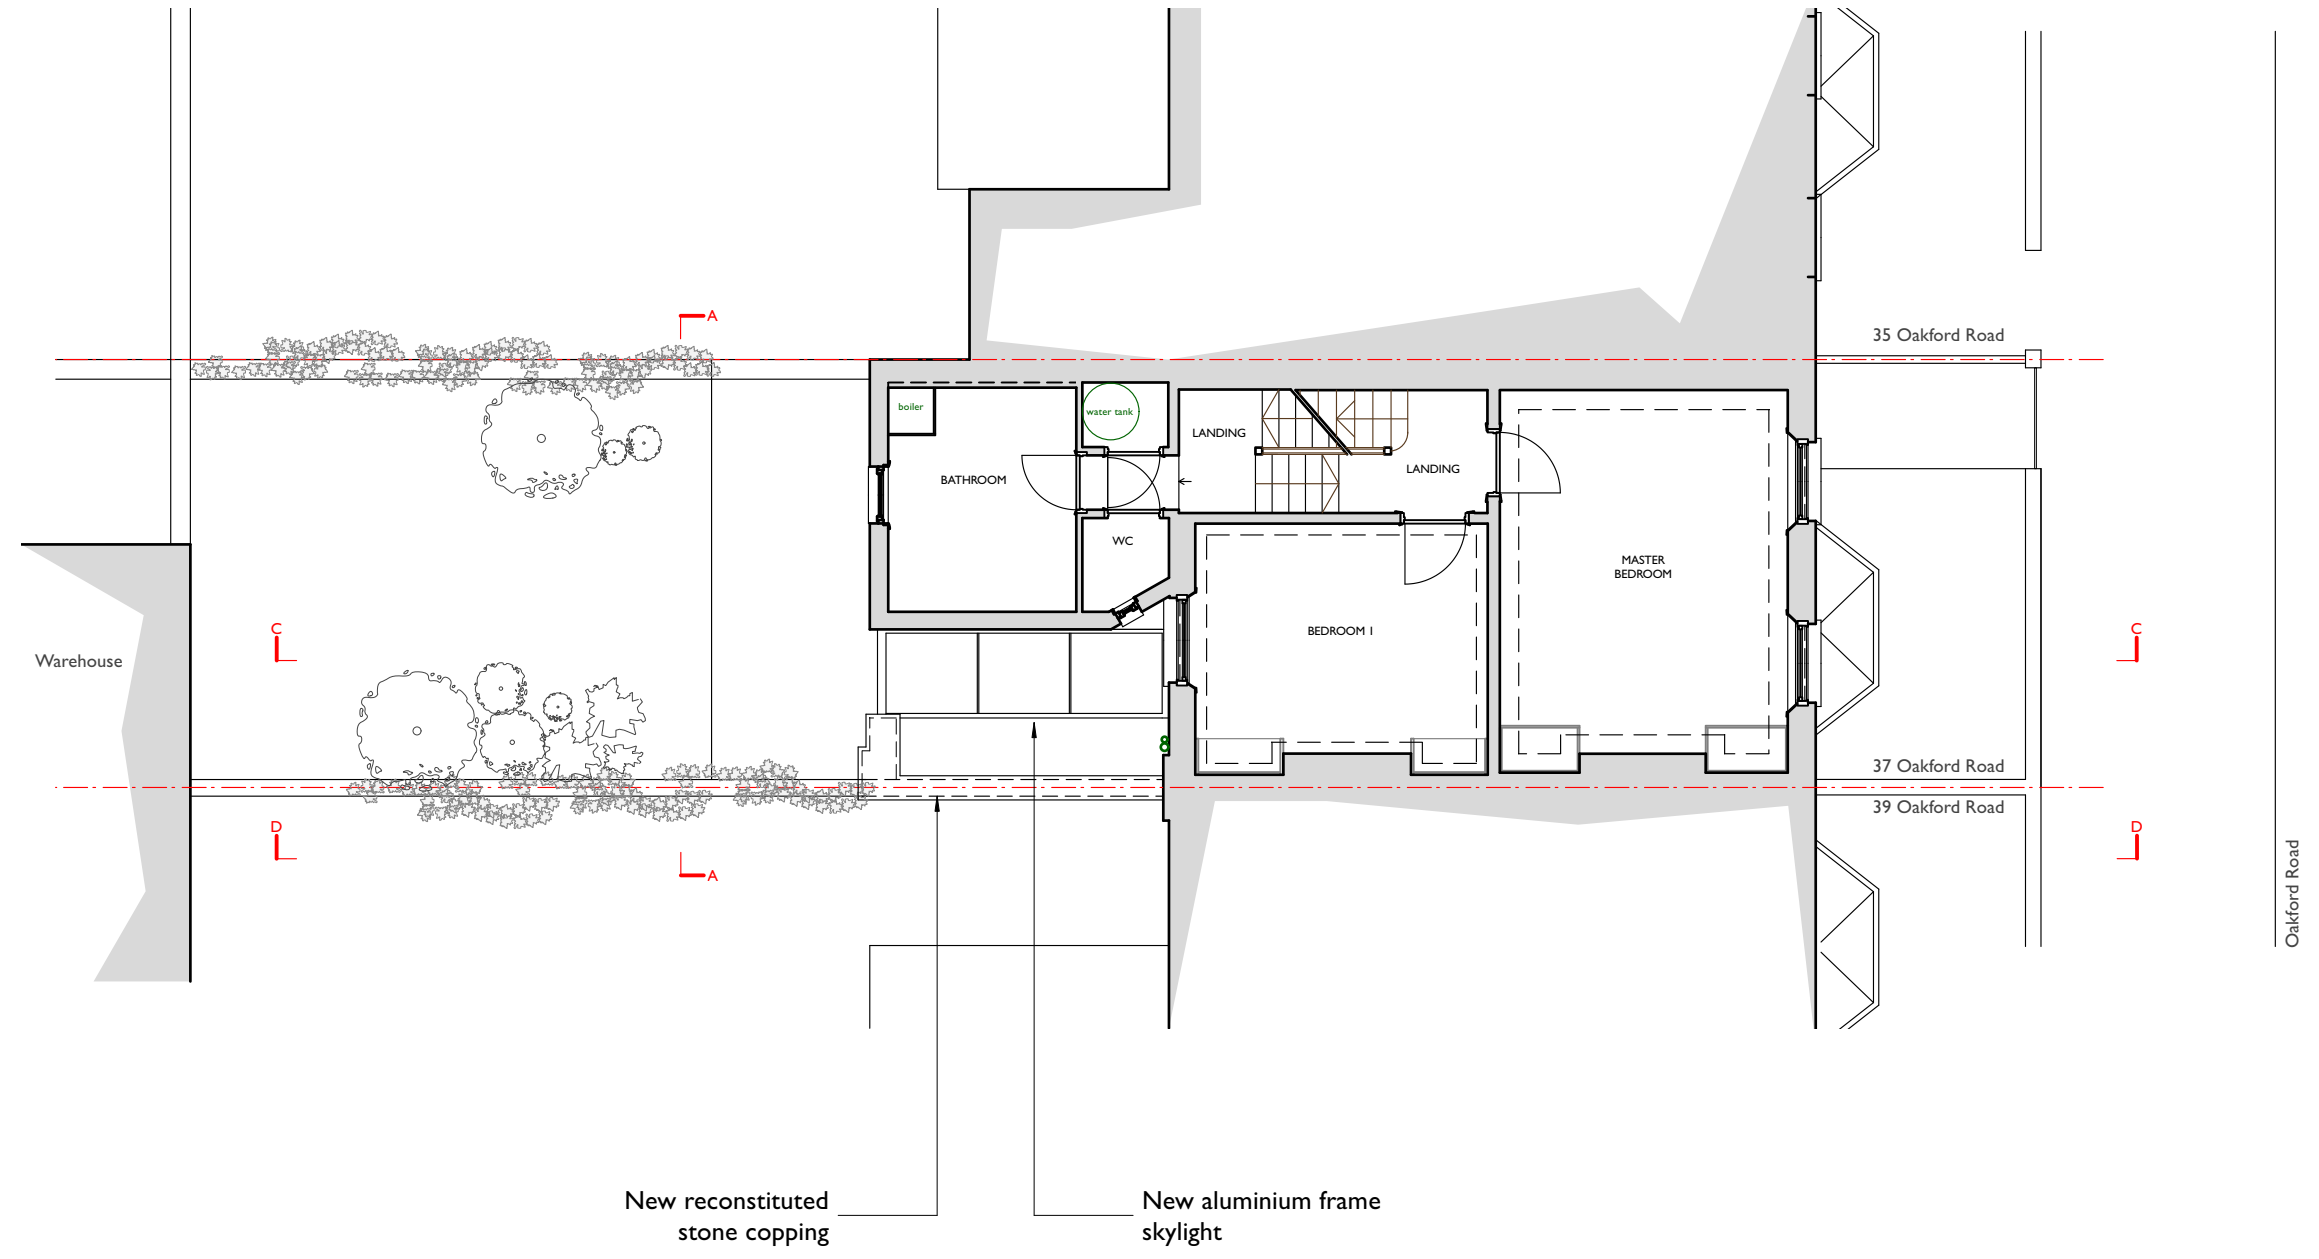 A
35 Oakford Road
boiler
water tank
LANDING
LANDING
BATHROOM
WC
MASTER
BEDROOM
BEDROOM 1
C
C
Warehouse
37 Oakford Road
39 Oakford Road
D
D
A
Oakford Road
New reconstituted
stone copping
New aluminium frame
skylight